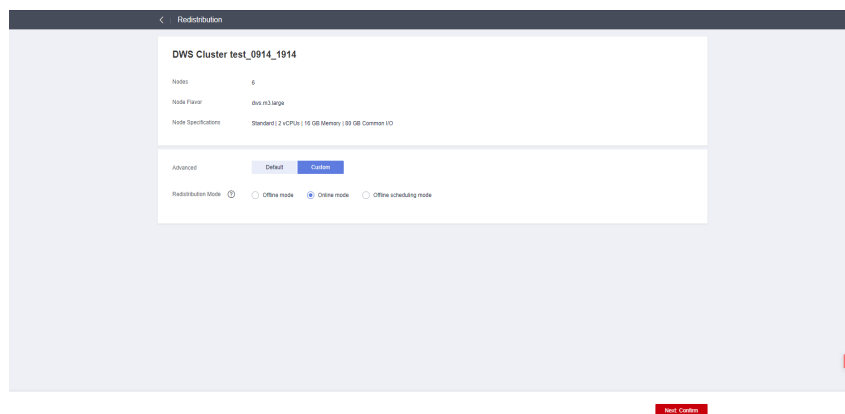 Redistribution
DWS Cluster test_0914_1914
Nodes 6
Node Flavor dws.m3.large
Node Specifications Standard | 2 vCPUs | 16 GB Memory | 80 GB Common I/O
Advanced Default Custom
Redistribution Mode ? Offline mode Online mode Offline scheduling mode
Next: Confirm